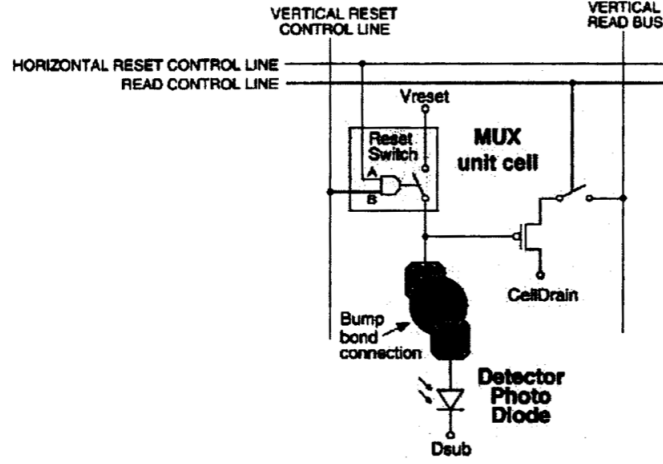 VERTICAL RESET
CONTROL LINE
VERTICAL
READ BUS
HORIZONTAL RESET CONTROL LINE
READ CONTROL LINE
Vreset
Reset
Switch
A
B
MUX
unit cell
CellDrain
Bump
bond
connection
Detector
Photo
Diode
Dsub